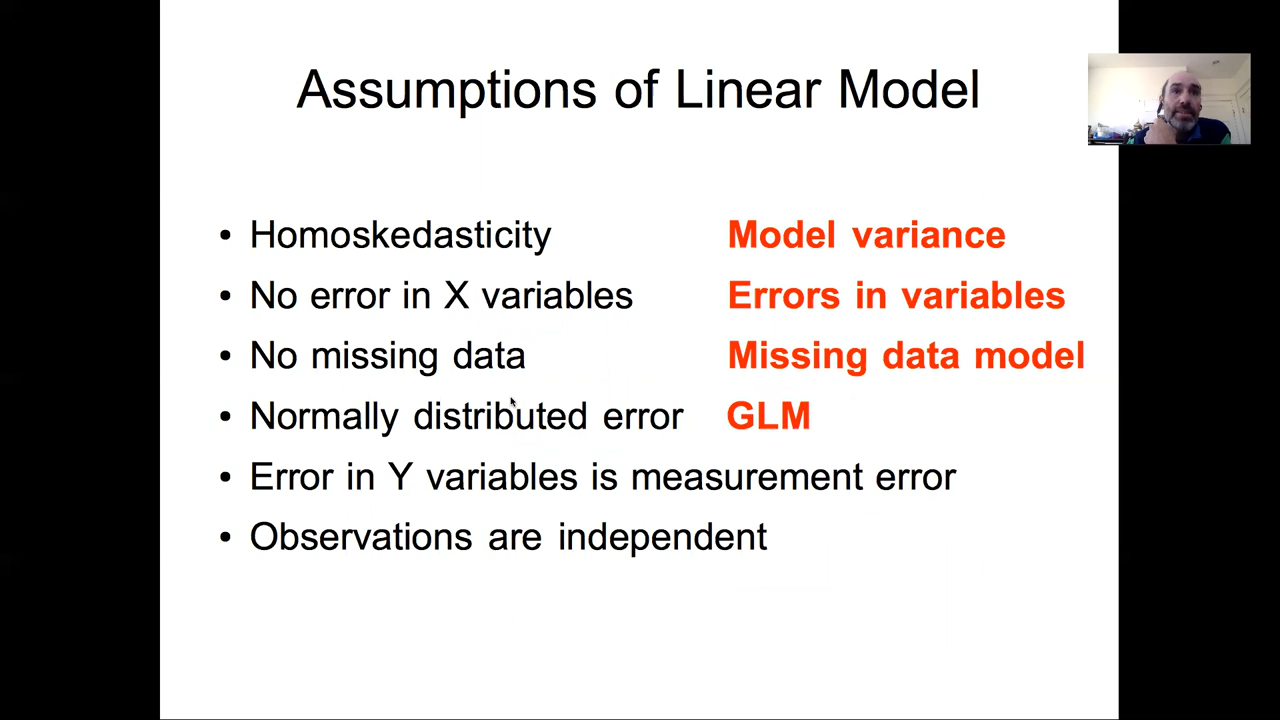 Assumptions of Linear Model
• Homoskedasticity Model variance
• No error in X variables Errors in variables
• No missing data Missing data model
• Normally distributed error GLM
• Error in Y variables is measurement error
• Observations are independent